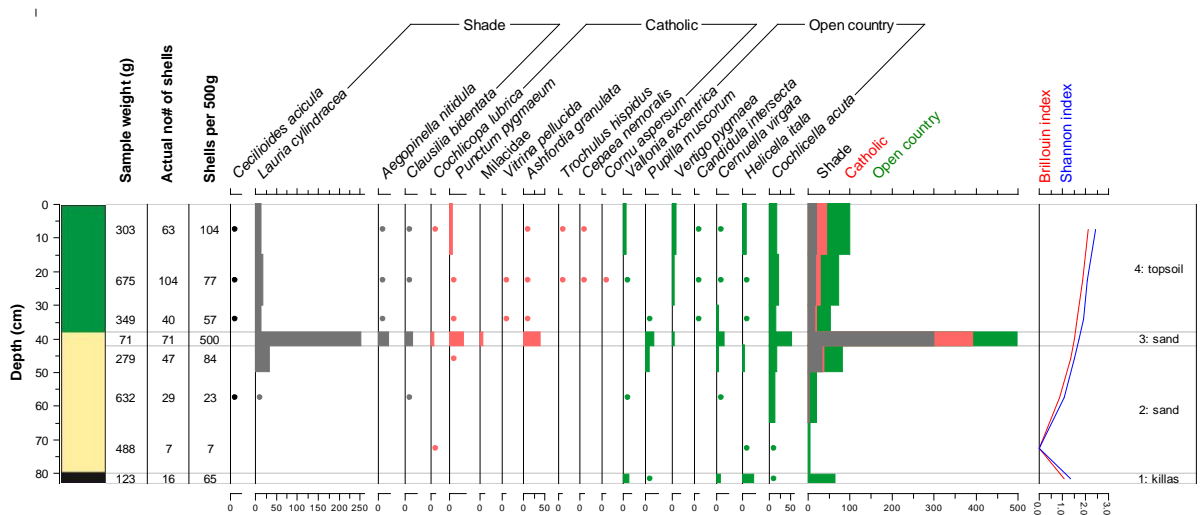 Shade
Catholic
Open country
Sample weight (g)
Actual no# of shells
Shells per 500g
Cecilioides acicula
Lauria cylindracea
Aegopinella nitidula
Clausilia bidentata
Cochlicopa lubrica
Punctum pygmaeum
Milacidae
Vitrina pellucida
Ashfordia granulata
Trochulus hispidus
Cepaea nemoralis
Cornu aspersum
Vallonia excentrica
Pupilla muscorum
Vertigo pygmaea
Candidula intersecta
Cernuella virgata
Helicella itala
Cochlicella acuta
Shade
Catholic
Open country
Brillouin index
Shannon index
Depth (cm)
0
10
20
30
40
50
60
70
80
303 63 104
675 104 77
349 40 57
71 71 500
279 47 84
632 29 23
488 7 7
123 16 65
4: topsoil
3: sand
2: sand
1: killas
0 0 50 100 150 200 250 0 0 0 0 0 0 0 50 0 0 0 0 0 0 0 0 0 0 50 0 100 200 300 400 500 0.0 1.0 2.0 3.0